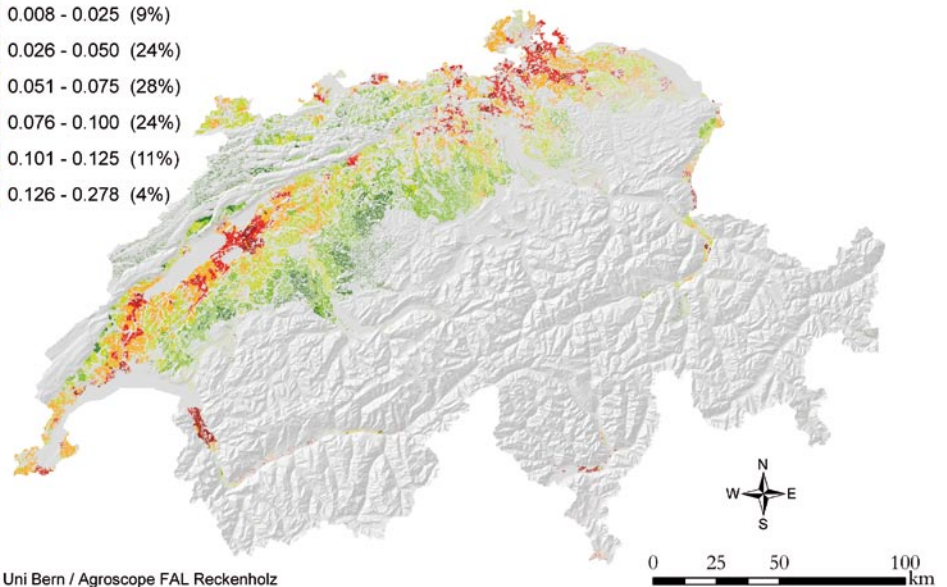 0.008 - 0.025 (9%)
0.026 - 0.050 (24%)
0.051 - 0.075 (28%)
0.076 - 0.100 (24%)
0.101 - 0.125 (11%)
0.126 - 0.278 (4%)
N
W E
S
0 25 50 100
km
Uni Bern / Agroscope FAL Reckenholz